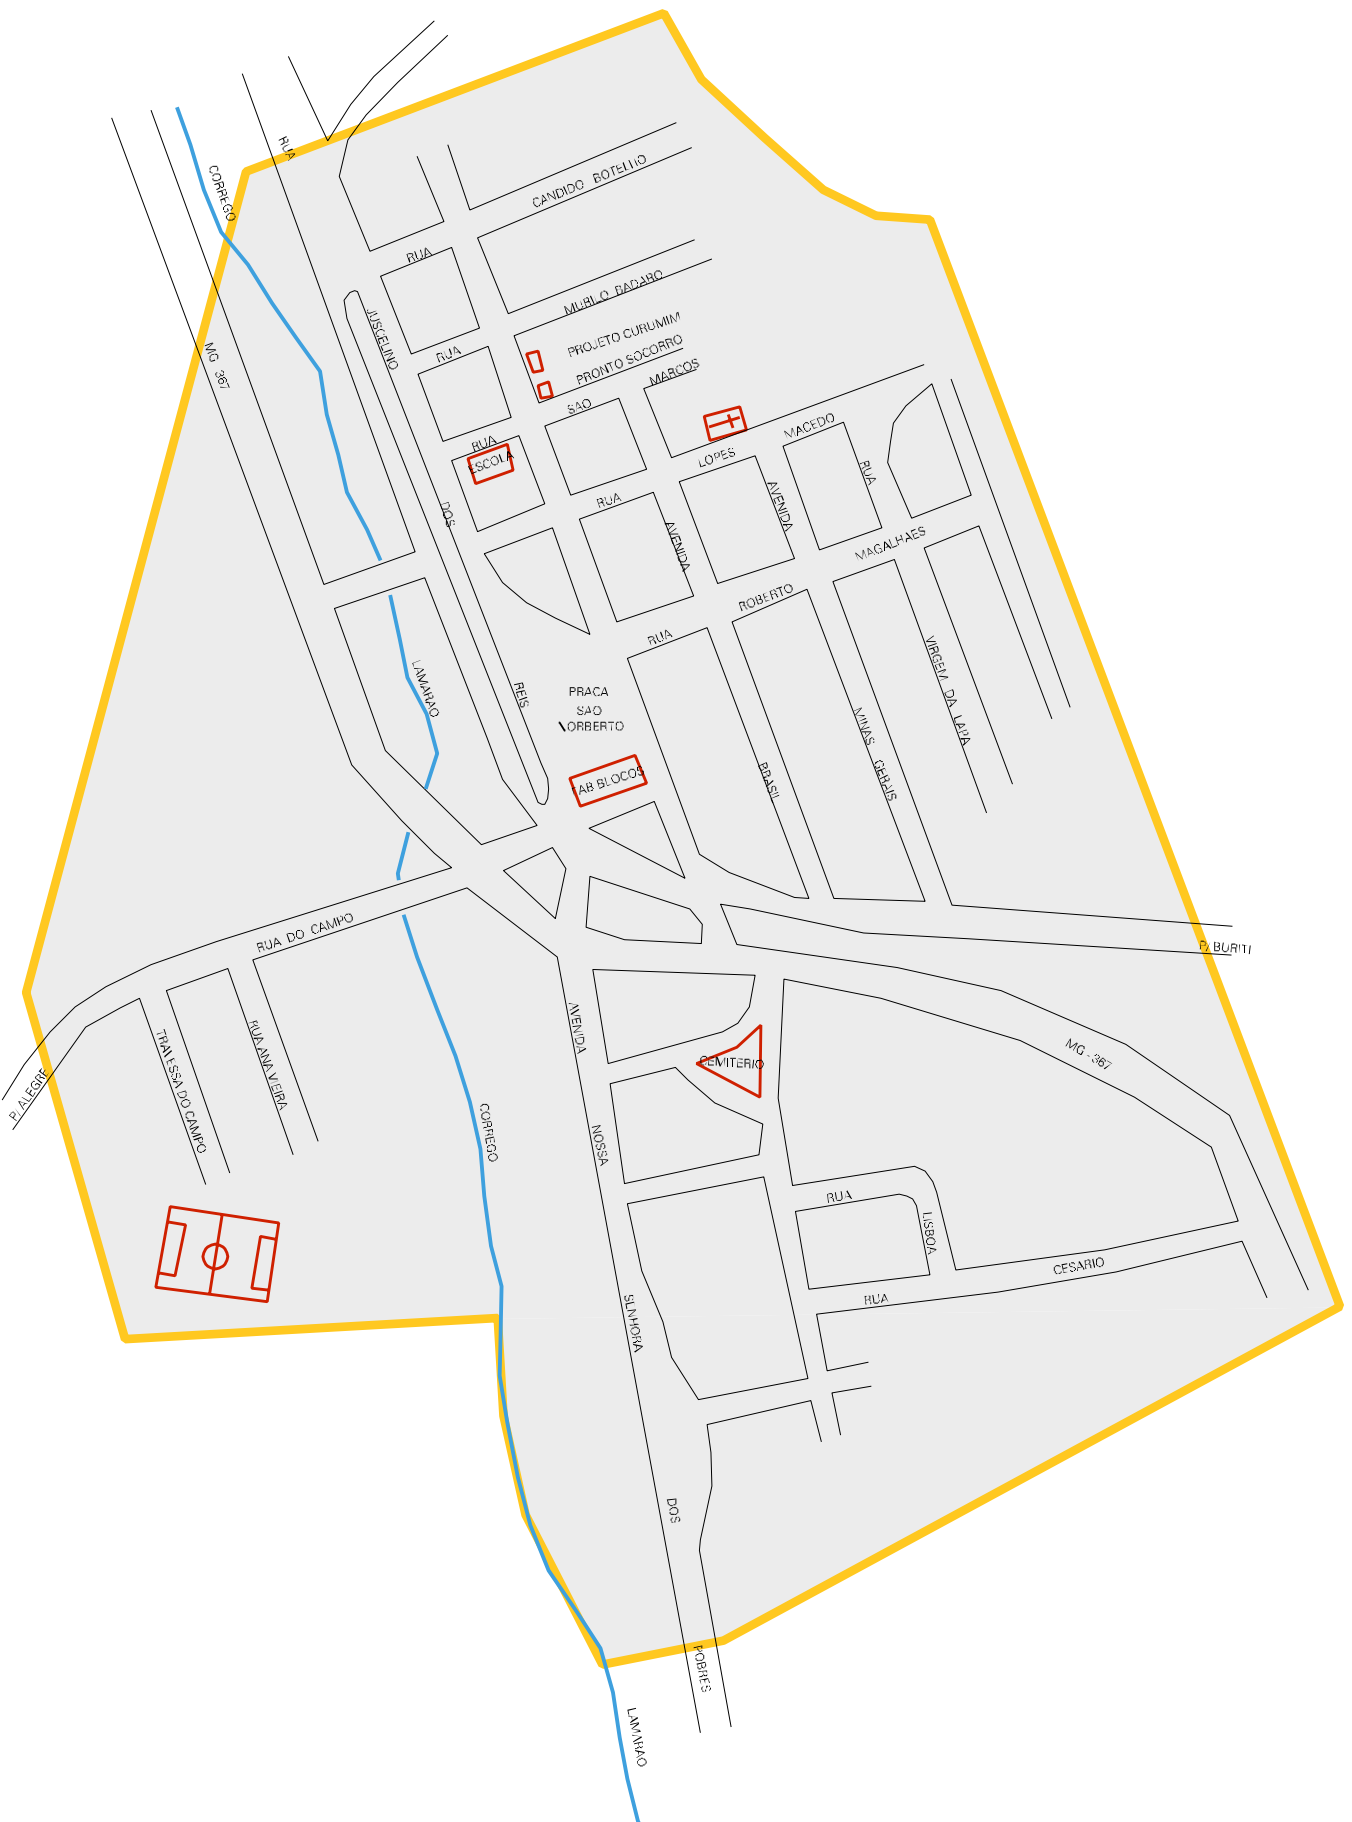 RUA
CORREGO
CANDIDO BOTELHO
RUA
MURILO BADARO
JUSCELINO
PROJETO CURUMIM
MG 367
RUA
PRONTO SOCORRO
MARCOS
SAO
MACEDO
RUA
LOPES
ESCOLA
RUA
AVENIDA
RUA
DOS
AVENIDA
MAGALHAES
ROBERTO
RUA
LAMARAO
REIS
PRACA
SAO
NORBERTO
VIRGEM DA LAPA
MINAS GERAIS
BRASIL
FAB BLOCOS
RUA DO CAMPO
P/ BURITI
AVENIDA
MG - 367
CEMITERIO
RUA ANA VIEIRA
TRAVESSA DO CAMPO
P/ ALEGRE
CORREGO
NOSSA
RUA
LISBOA
CESARIO
RUA
SENHORA
DOS
POBRES
LAMARAO